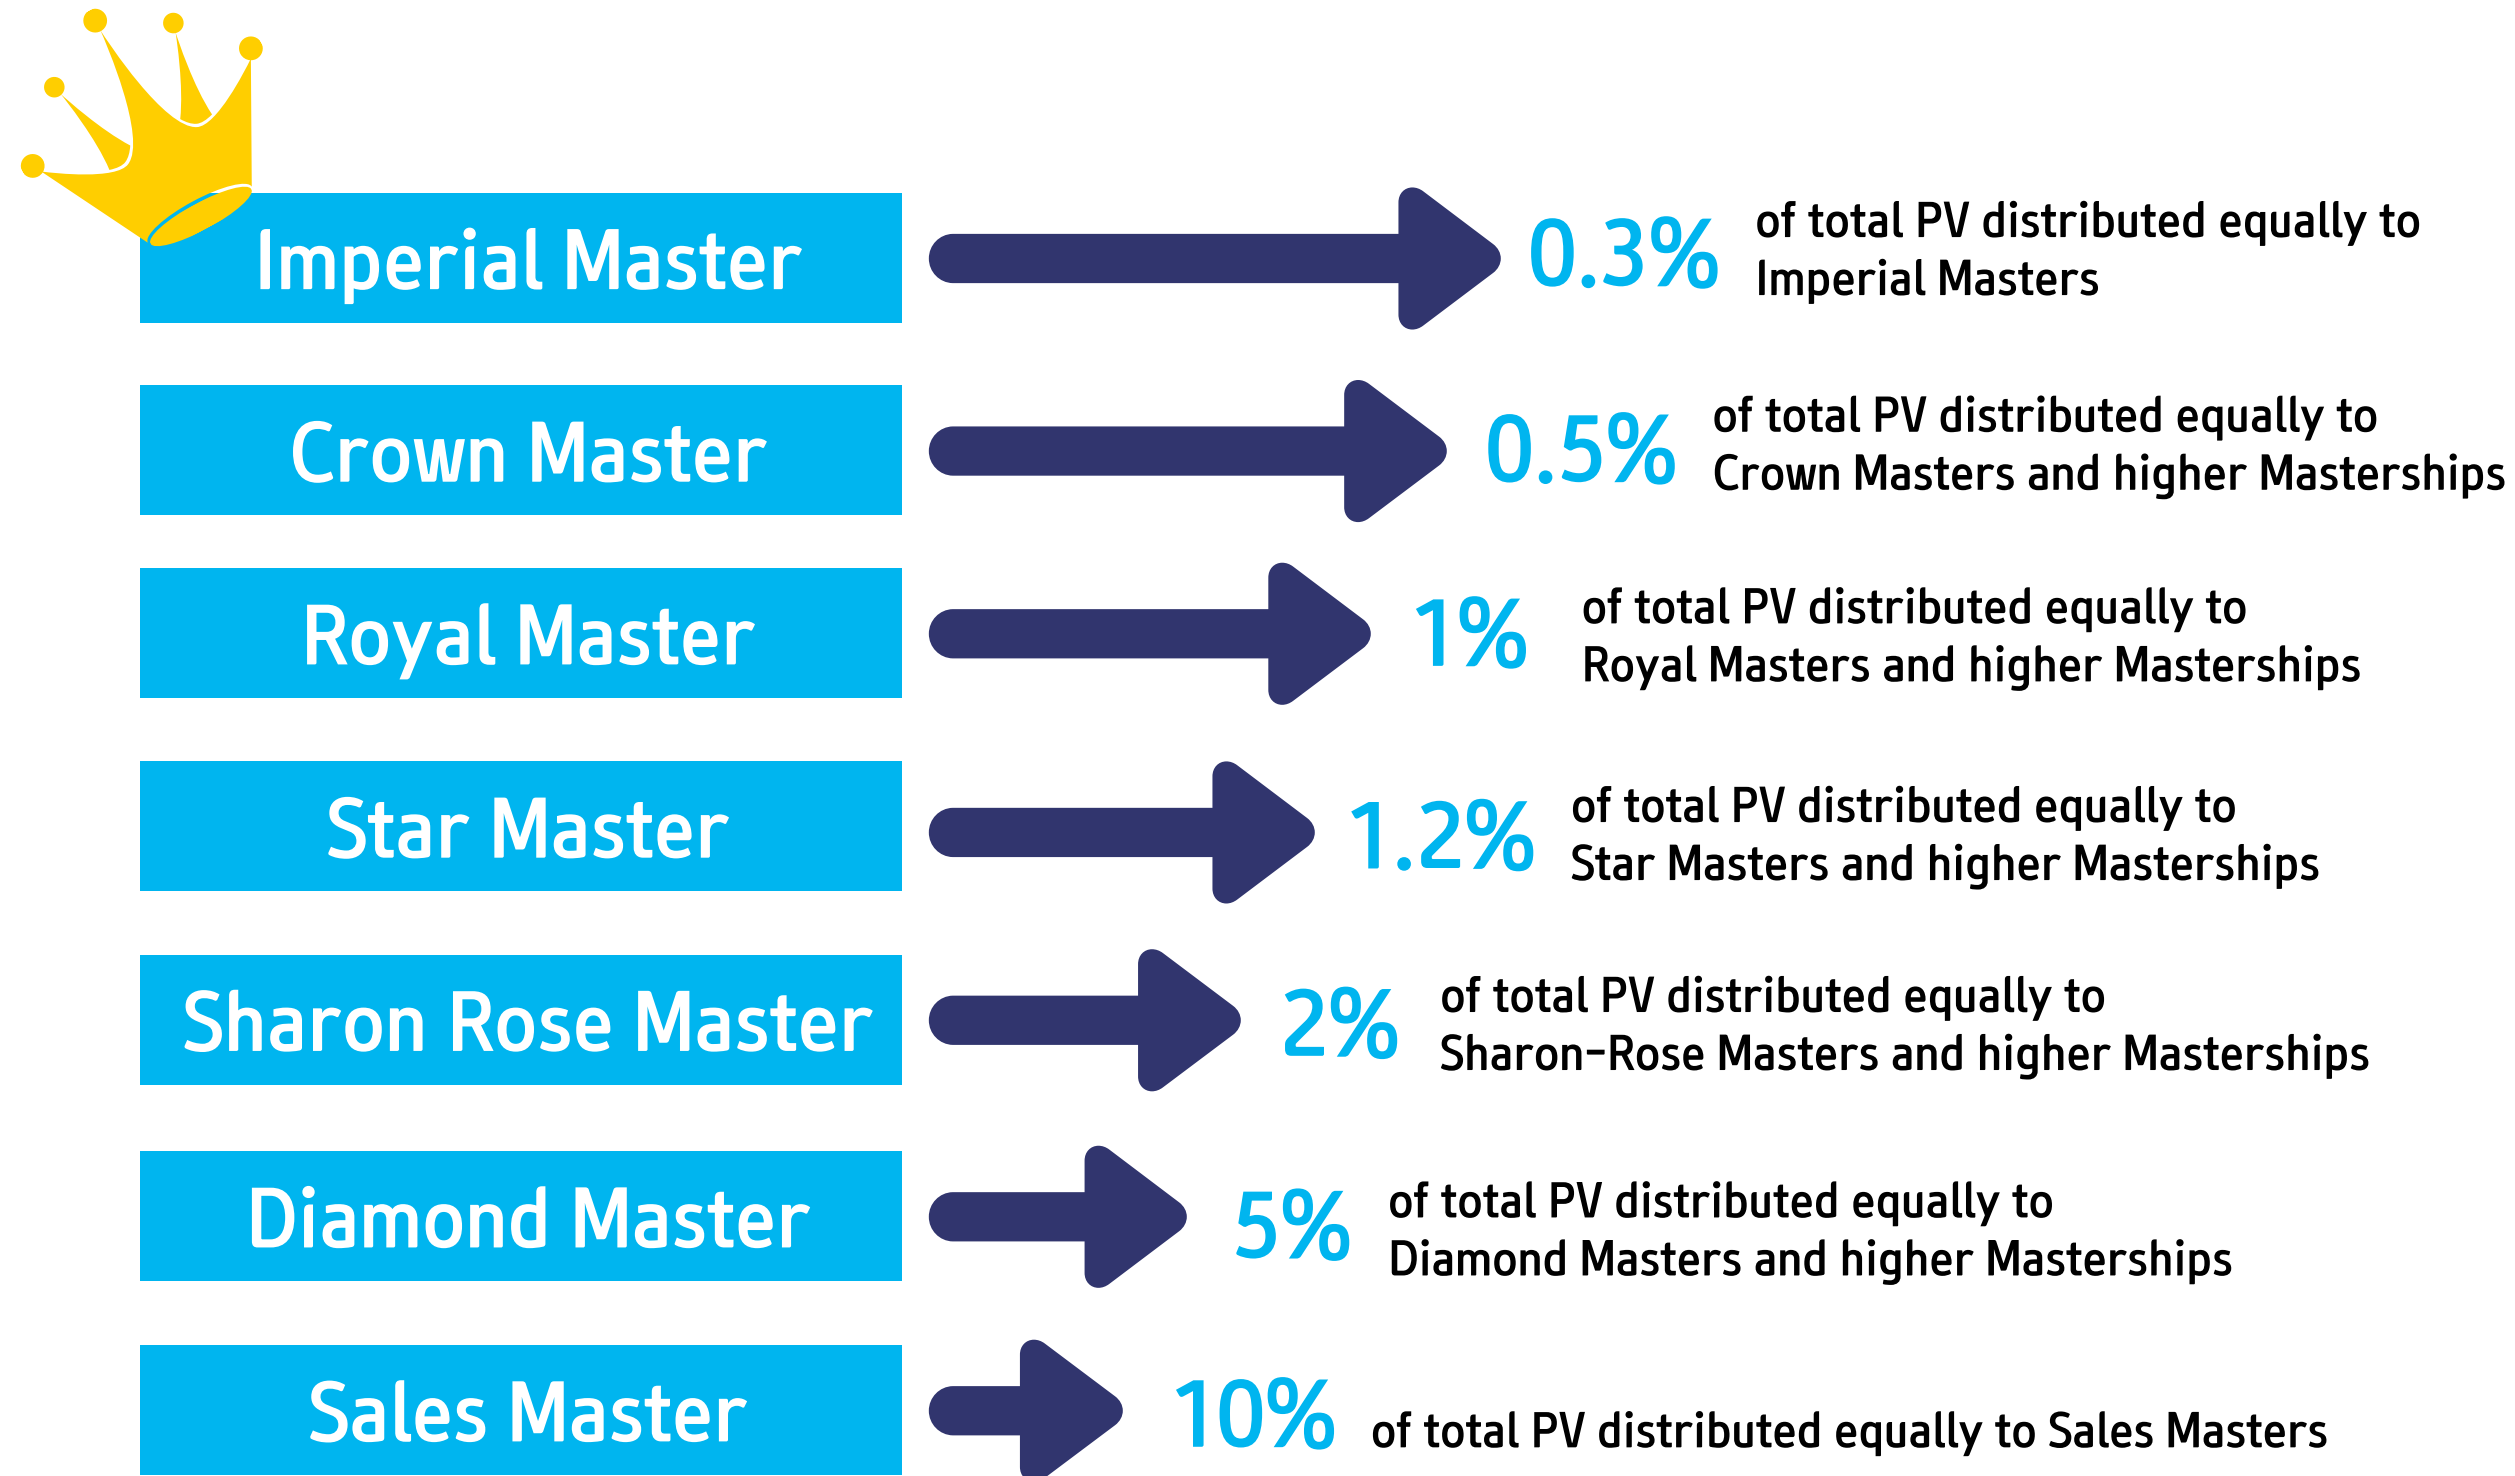 Imperial Master
0.3%
of total PV distributed equally to
Imperial Masters
Crown Master
0.5%
of total PV distributed equally to
Crown Masters and higher Masterships
Royal Master
1%
of total PV distributed equally to
Royal Masters and higher Masterships
Star Master
1.2%
of total PV distributed equally to
Star Masters and higher Masterships
Sharon Rose Master
2%
of total PV distributed equally to
Sharon-Rose Masters and higher Masterships
Diamond Master
5%
of total PV distributed equally to
Diamond Masters and higher Masterships
Sales Master
10%
of total PV distributed equally to Sales Masters